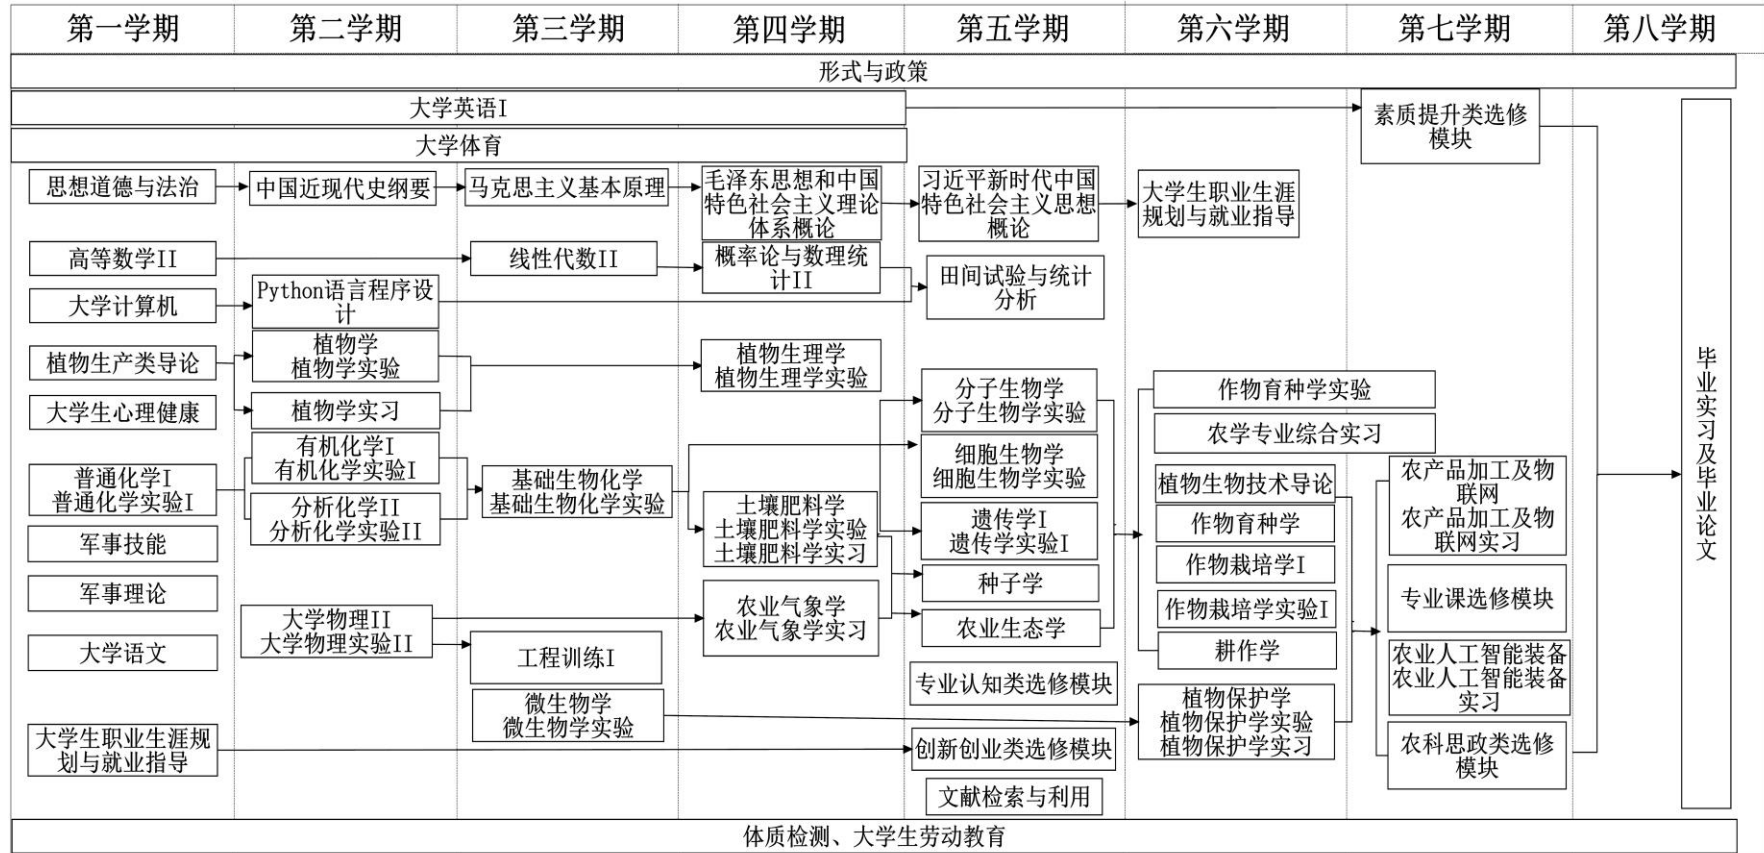 第一学期
第二学期
第三学期
第四学期
第五学期
第六学期
第七学期
第八学期
形式与政策
大学英语I
大学体育
思想道德与法治
高等数学II
大学计算机
植物生产类导论
大学生心理健康
普通化学I
普通化学实验I
军事技能
军事理论
大学语文
大学生职业生涯规
划与就业指导
中国近现代史纲要
Python语言程序设
计
植物学
植物学实验
植物学实习
有机化学I
有机化学实验I
分析化学II
分析化学实验II
大学物理II
大学物理实验II
马克思主义基本原理
线性代数II
基础生物化学
基础生物化学实验
工程训练I
微生物学
微生物学实验
毛泽东思想和中国
特色社会主义理论
体系概论
概率论与数理统
计II
植物生理学
植物生理学实验
土壤肥料学
土壤肥料学实验
土壤肥料学实习
农业气象学
农业气象学实习
习近平新时代中国
特色社会主义思想
概论
田间试验与统计
分析
分子生物学
分子生物学实验
细胞生物学
细胞生物学实验
遗传学I
遗传学实验I
种子学
农业生态学
专业认知类选修模块
创新创业类选修模块
文献检索与利用
大学生职业生涯
规划与就业指导
作物育种学实验
农学专业综合实习
植物生物技术导论
作物育种学
作物栽培学I
作物栽培学实验I
耕作学
植物保护学
植物保护学实验
植物保护学实习
素质提升类选修
模块
农产品加工及物
联网
农产品加工及物
联网实习
专业课选修模块
农业人工智能装备
农业人工智能装备
实习
农科思政类选修
模块
毕业实习及毕业论文
体质检测、大学生劳动教育